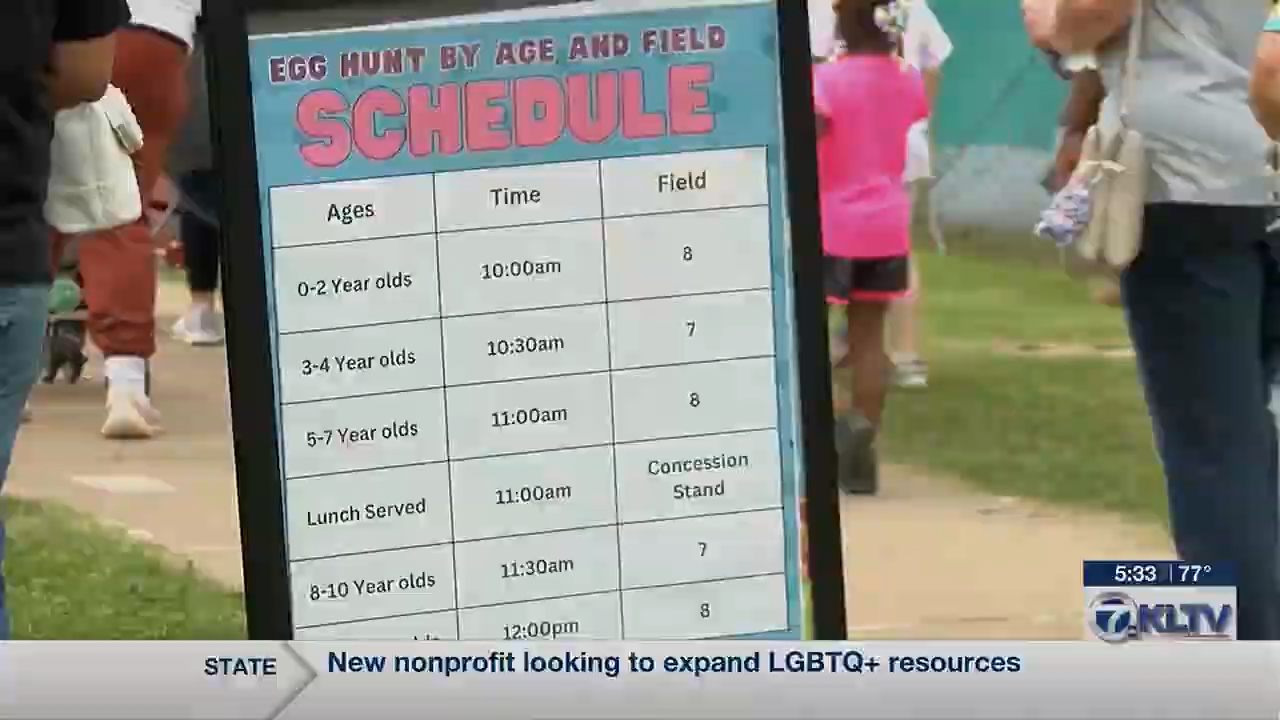 EGG HUNT BY AGE AND FIELD
SCHEDULE
Ages Time Field
0-2 Year olds 10:00am 8
3-4 Year olds 10:30am 7
5-7 Year olds 11:00am 8
Lunch Served 11:00am Concession Stand
8-10 Year olds 11:30am 7
12:00pm 8
5:33 77°
7 KLTV
STATE New nonprofit looking to expand LGBTQ+ resources